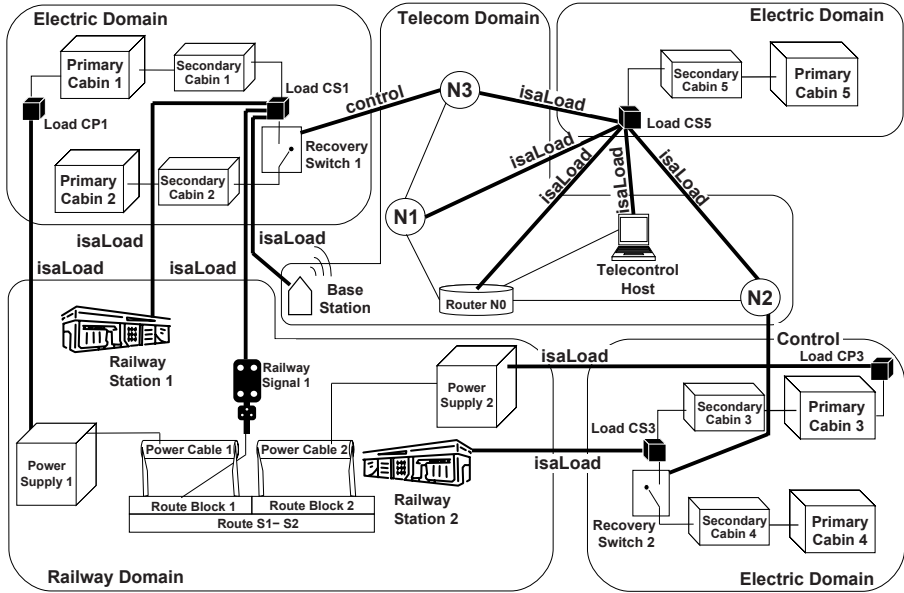 Electric Domain
Telecom Domain
Electric Domain
Primary
Cabin 1
Secondary
Cabin 1
Load CS1
Load CP1
control
N3
isaLoad
Secondary
Cabin 5
Primary
Cabin 5
Load CS5
Recovery
Switch 1
Primary
Cabin 2
Secondary
Cabin 2
isaLoad
isaLoad
isaLoad
isaLoad
N1
isaLoad
isaLoad
isaLoad
isaLoad
Base
Station
Telecontrol
Host
Router N0
N2
Control
Railway
Station 1
Railway
Signal 1
isaLoad
Load CP3
Power
Supply 2
Secondary
Cabin 3
Primary
Cabin 3
Load CS3
Power
Supply 1
Power Cable 1
Power Cable 2
isaLoad
Route Block 1
Route Block 2
Route S1– S2
Railway
Station 2
Recovery
Switch 2
Secondary
Cabin 4
Primary
Cabin 4
Railway Domain
Electric Domain